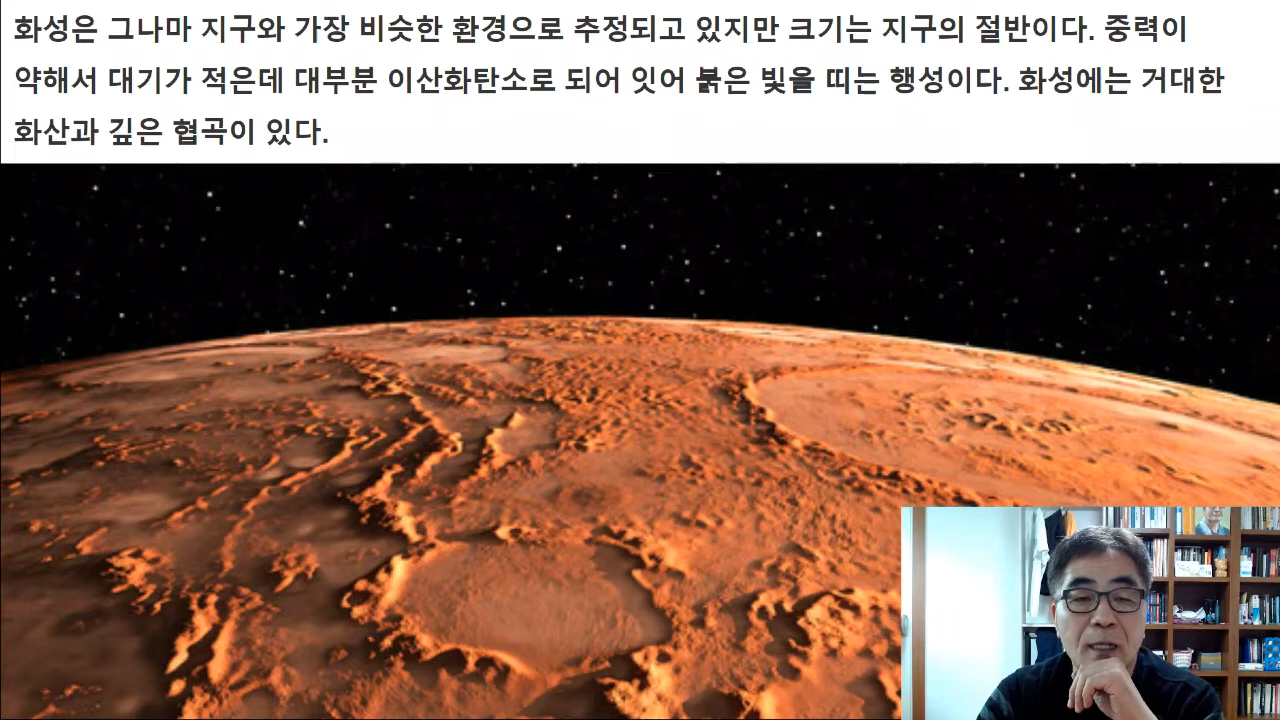 화성은 그나마 지구와 가장 비슷한 환경으로 추정되고 있지만 크기는 지구의 절반이다. 중력이
약해서 대기가 적은데 대부분 이산화탄소로 되어 잇어 붉은 빛을 띠는 행성이다. 화성에는 거대한
화산과 깊은 협곡이 있다.